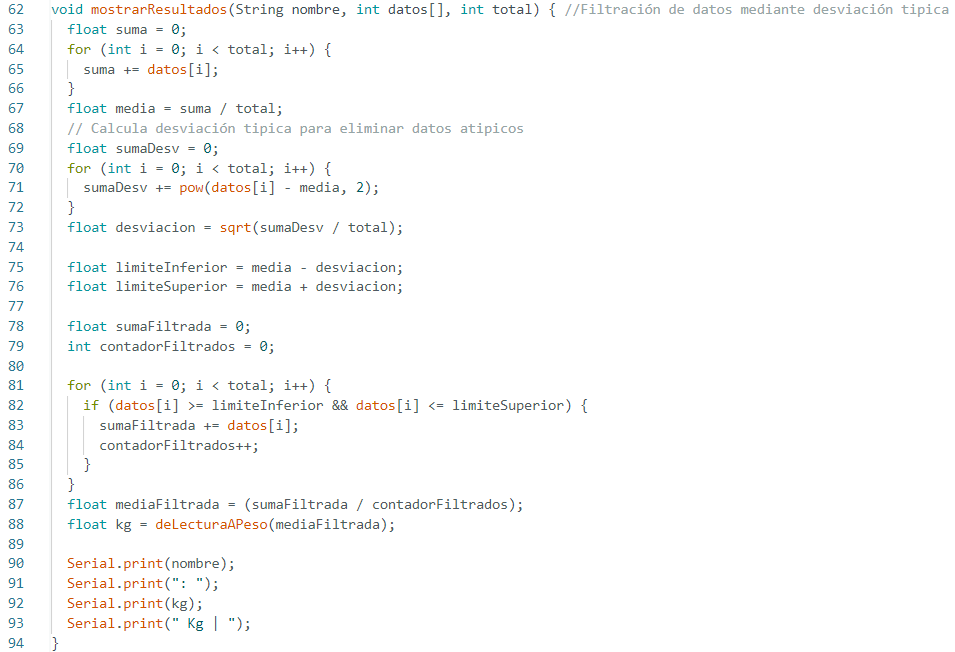 62 void mostrarResultados(String nombre, int datos[], int total) { //Filtración de datos mediante desviación tipica
63   float suma = 0;
64   for (int i = 0; i < total; i++) {
65     suma += datos[i];
66   }
67   float media = suma / total;
68   // Calcula desviación tipica para eliminar datos atipicos
69   float sumaDesv = 0;
70   for (int i = 0; i < total; i++) {
71     sumaDesv += pow(datos[i] - media, 2);
72   }
73   float desviacion = sqrt(sumaDesv / total);
74
75   float limiteInferior = media - desviacion;
76   float limiteSuperior = media + desviacion;
77
78   float sumaFiltrada = 0;
79   int contadorFiltrados = 0;
80
81   for (int i = 0; i < total; i++) {
82     if (datos[i] >= limiteInferior && datos[i] <= limiteSuperior) {
83       sumaFiltrada += datos[i];
84       contadorFiltrados++;
85     }
86   }
87   float mediaFiltrada = (sumaFiltrada / contadorFiltrados);
88   float kg = deLecturaAPeso(mediaFiltrada);
89
90   Serial.print(nombre);
91   Serial.print(": ");
92   Serial.print(kg);
93   Serial.print(" Kg | ");
94 }